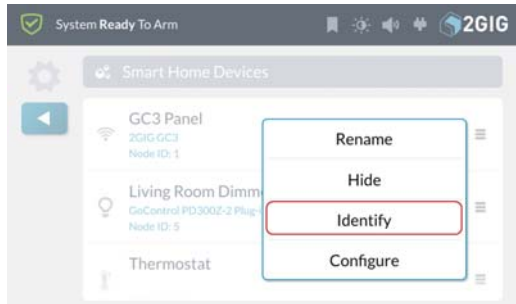 System Ready To Arm
2GIG
Smart Home Devices
GC3 Panel
2GIG GC3
Node ID: 1
Living Room Dimm
GoControl PD300Z-2 Plug-
Node ID: 5
Thermostat
Rename
Hide
Identify
Configure